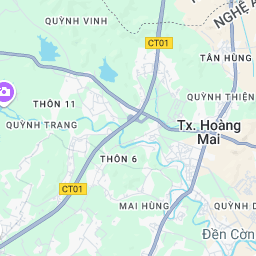 QUỲNH VINH
NGHỆ A
CT01
TÂN HÙNG
THÔN 11
QUỲNH THIỆN
QUỲNH TRANG
Tx. Hoàng
Mai
THÔN 6
CT01
MAI HÙNG
QUỲNH D
Đền Cờn